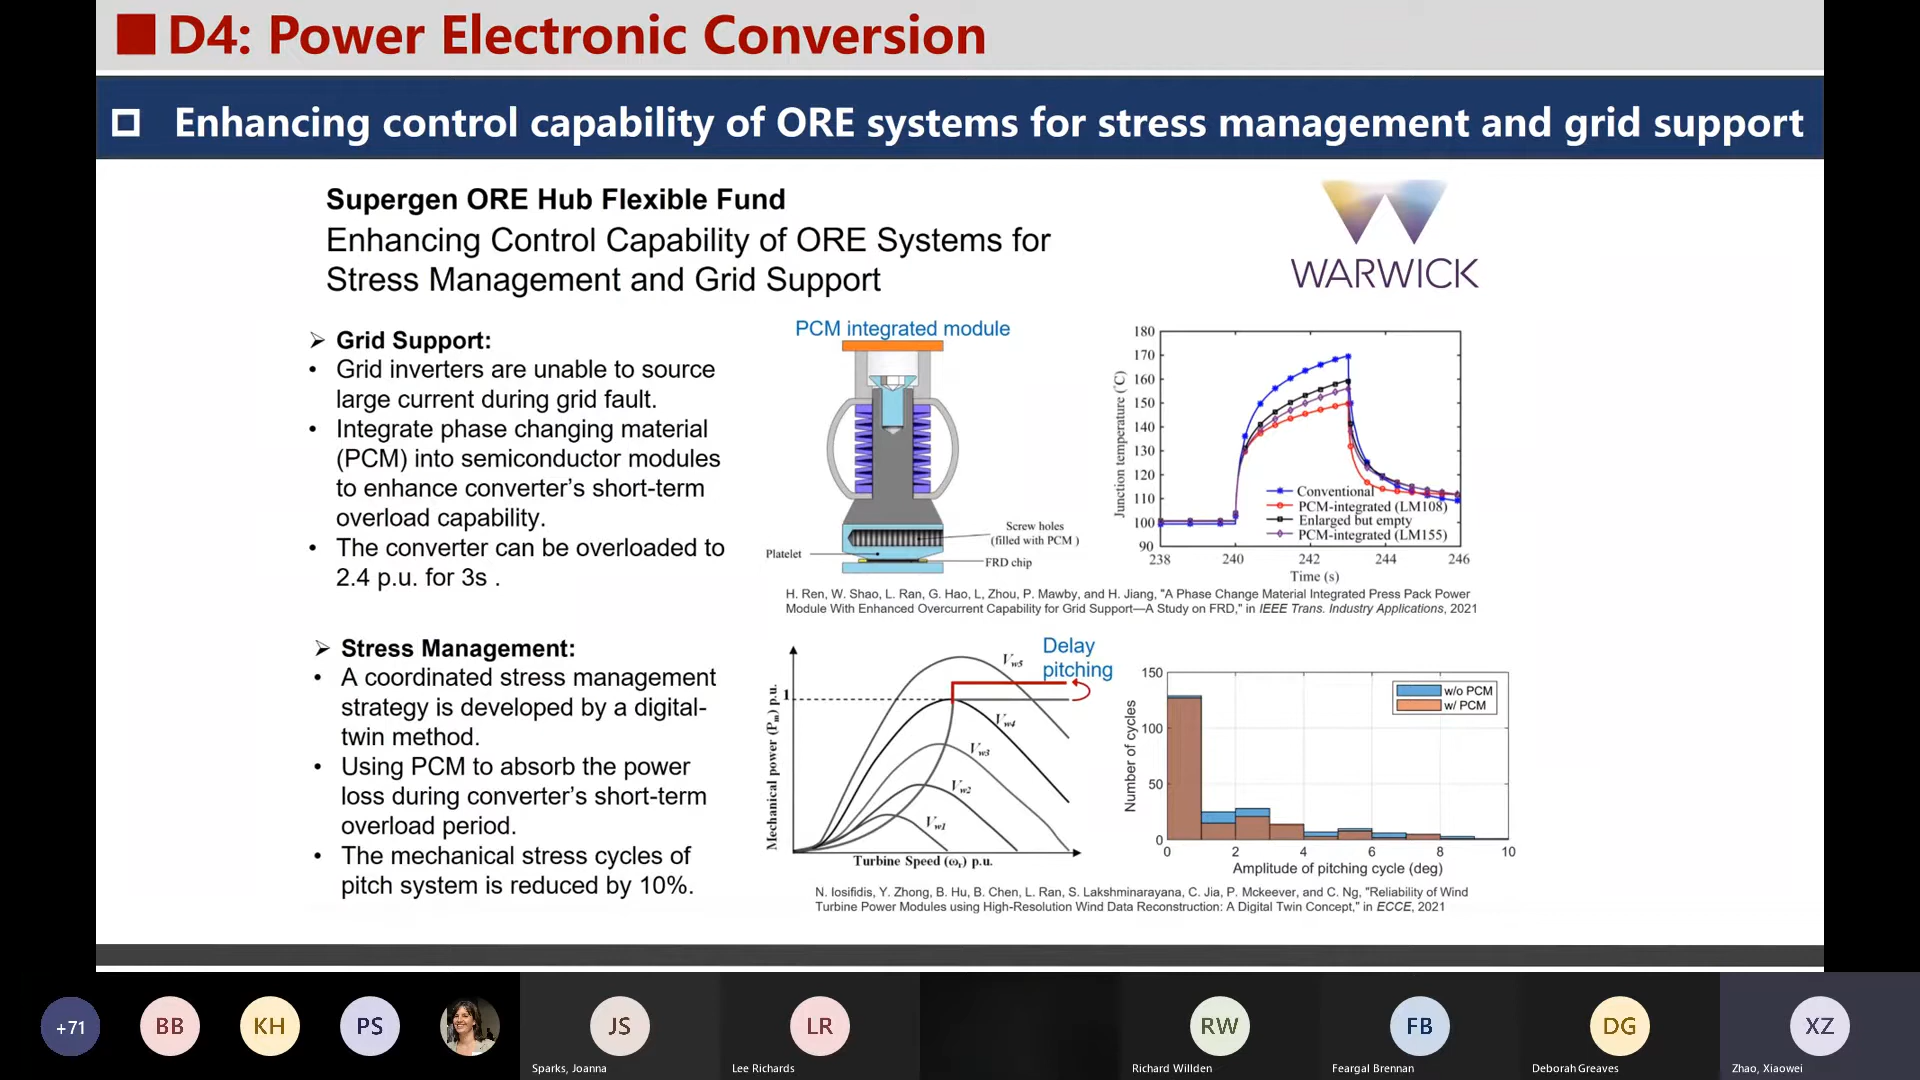 D4: Power Electronic Conversion
Enhancing control capability of ORE systems for stress management and grid support
Supergen ORE Hub Flexible Fund
Enhancing Control Capability of ORE Systems for
Stress Management and Grid Support
WARWICK
Grid Support:
• Grid inverters are unable to source
large current during grid fault.
• Integrate phase changing material
(PCM) into semiconductor modules
to enhance converter's short-term
overload capability.
• The converter can be overloaded to
2.4 p.u. for 3s .
PCM integrated module
Screw holes
(filled with PCM )
Platelet
FRD chip
Junction temperature (°C)
180
170
160
150
140
130
120
110
100
90
Conventional
PCM-integrated (LM108)
Enlarged but empty
PCM-integrated (LM155)
238 240 242 244 246
Time (s)
H. Ren, W. Shao, L. Ran, G. Hao, L, Zhou, P. Mawby, and H. Jiang, "A Phase Change Material Integrated Press Pack Power
Module With Enhanced Overcurrent Capability for Grid Support—A Study on FRD," in IEEE Trans. Industry Applications, 2021
Stress Management:
• A coordinated stress management
strategy is developed by a digital-
twin method.
• Using PCM to absorb the power
loss during converter's short-term
overload period.
• The mechanical stress cycles of
pitch system is reduced by 10%.
Delay
pitching
Mechanical power (Pm) p.u.
1
Vw5
Vw4
Vw3
Vw2
Vw1
Turbine Speed (ωr) p.u.
Number of cycles
150
100
50
0
w/o PCM
w/ PCM
0 2 4 6 8 10
Amplitude of pitching cycle (deg)
N. Iosifidis, Y. Zhong, B. Hu, B. Chen, L. Ran, S. Lakshminarayana, C. Jia, P. Mckeever, and C. Ng, "Reliability of Wind
Turbine Power Modules using High-Resolution Wind Data Reconstruction: A Digital Twin Concept," in ECCE, 2021
+71
BB
KH
PS
JS
LR
RW
FB
DG
XZ
Sparks, Joanna
Lee Richards
Richard Willden
Feargal Brennan
Deborah Greaves
Zhao, Xiaowei